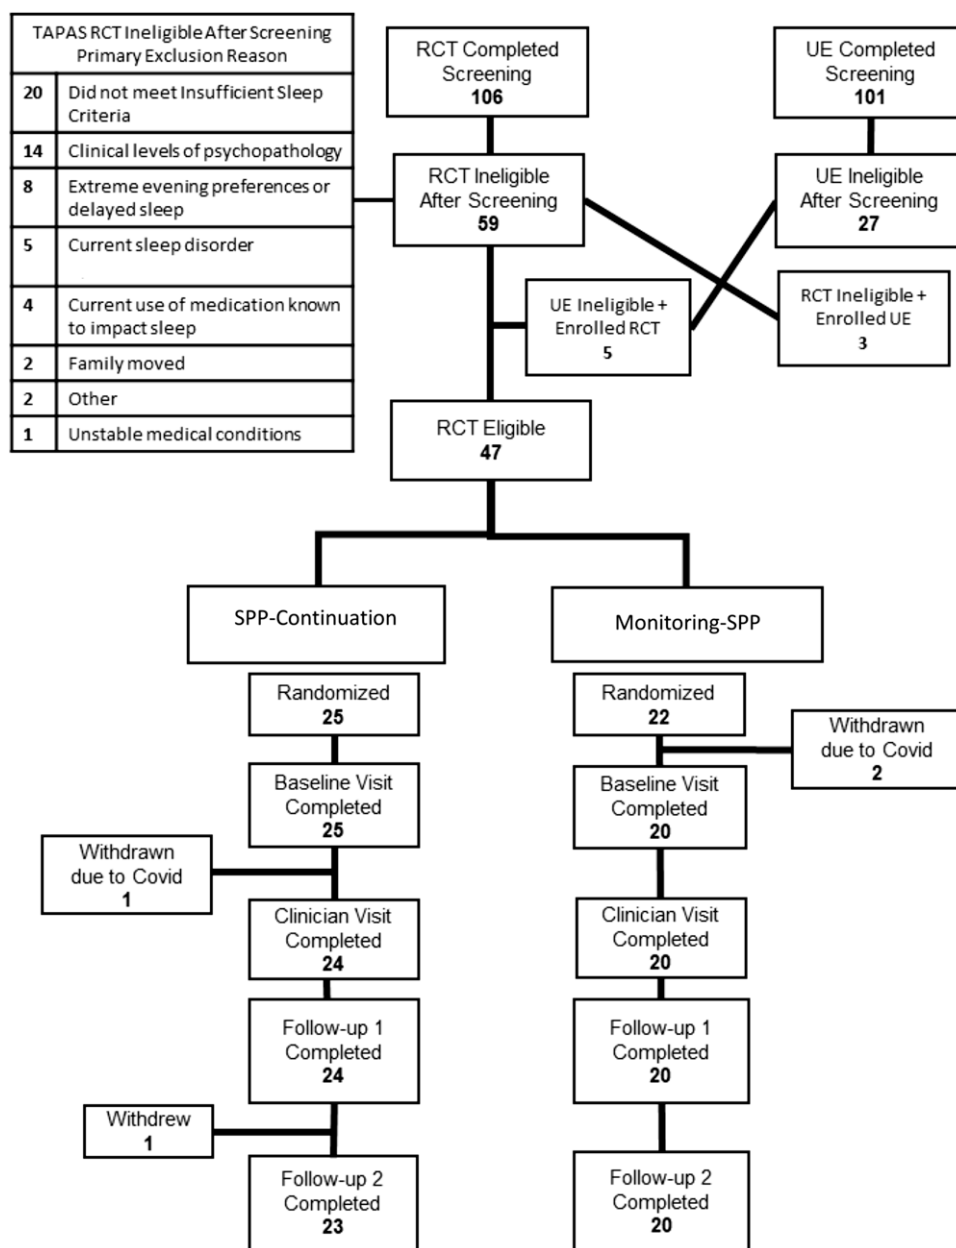 TAPAS RCT Ineligible After Screening
Primary Exclusion Reason
20 Did not meet Insufficient Sleep
Criteria
14 Clinical levels of psychopathology
8 Extreme evening preferences or
delayed sleep
5 Current sleep disorder
4 Current use of medication known
to impact sleep
2 Family moved
2 Other
1 Unstable medical conditions
RCT Completed
Screening
106
UE Completed
Screening
101
RCT Ineligible
After Screening
59
UE Ineligible
After Screening
27
UE Ineligible +
Enrolled RCT
5
RCT Ineligible +
Enrolled UE
3
RCT Eligible
47
SPP-Continuation
Monitoring-SPP
Randomized
25
Randomized
22
Withdrawn
due to Covid
2
Baseline Visit
Completed
25
Baseline Visit
Completed
20
Withdrawn
due to Covid
1
Clinician Visit
Completed
24
Clinician Visit
Completed
20
Follow-up 1
Completed
24
Follow-up 1
Completed
20
Withdrew
1
Follow-up 2
Completed
23
Follow-up 2
Completed
20